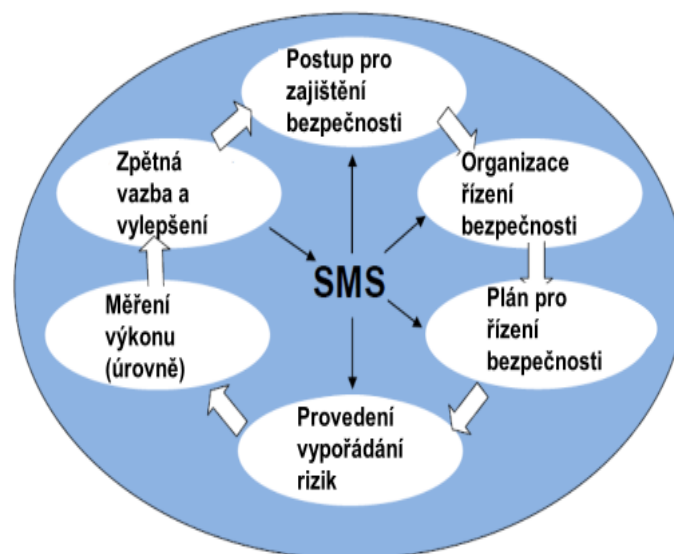 Postup pro
zajištění
bezpečnosti
Organizace
řízení
bezpečnosti
Plán pro
řízení
bezpečnosti
Provedení
vypořádání
rizik
Měření
výkonu
(úrovně)
Zpětná
vazba a
vylepšení
SMS